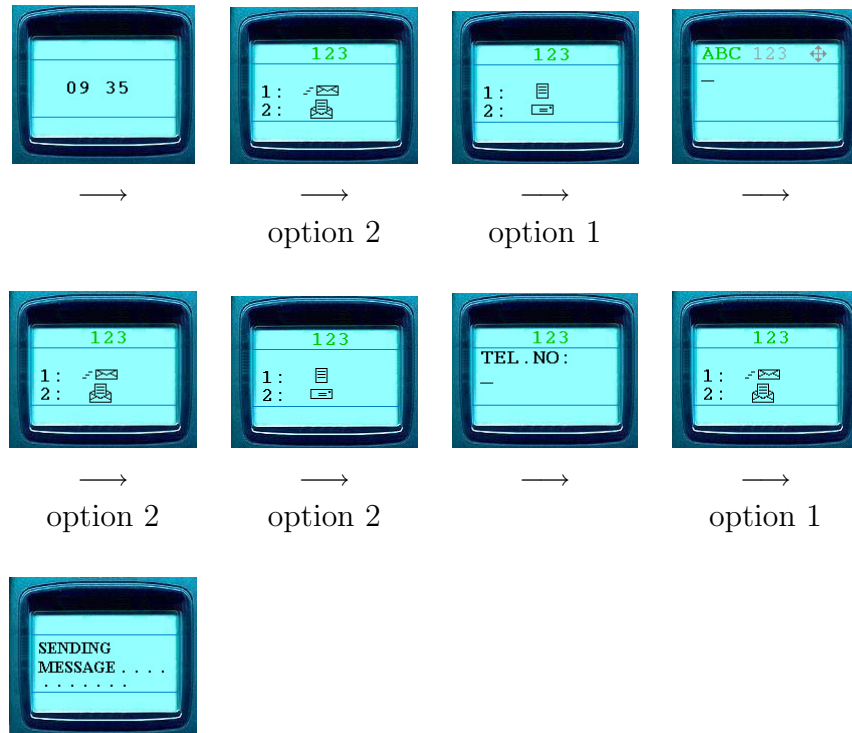 09 35
123
1:
2:
123
1:
2:
ABC 123
_
⟶
⟶
option 2
⟶
option 1
⟶
123
1:
2:
123
1:
2:
123
TEL.NO:
_
123
1:
2:
⟶
option 2
⟶
option 2
⟶
⟶
option 1
SENDING
MESSAGE . . . .
. . . . . . .